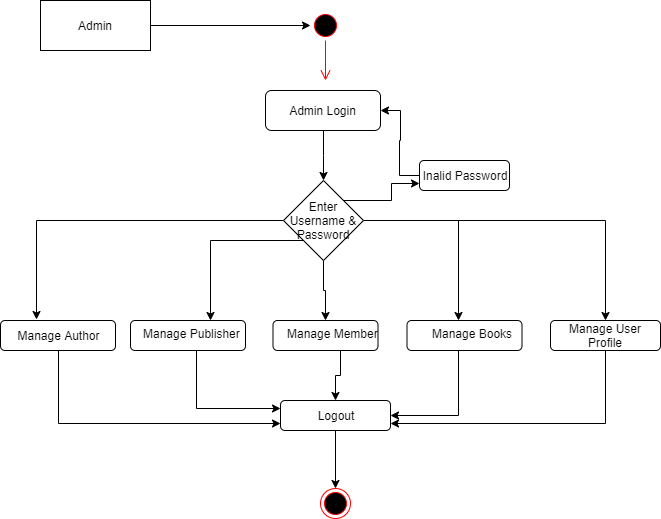 Admin
Admin Login
Inalid Password
Enter
Username &
Password
Manage Author
Manage Publisher
Manage Member
Manage Books
Manage User
Profile
Logout